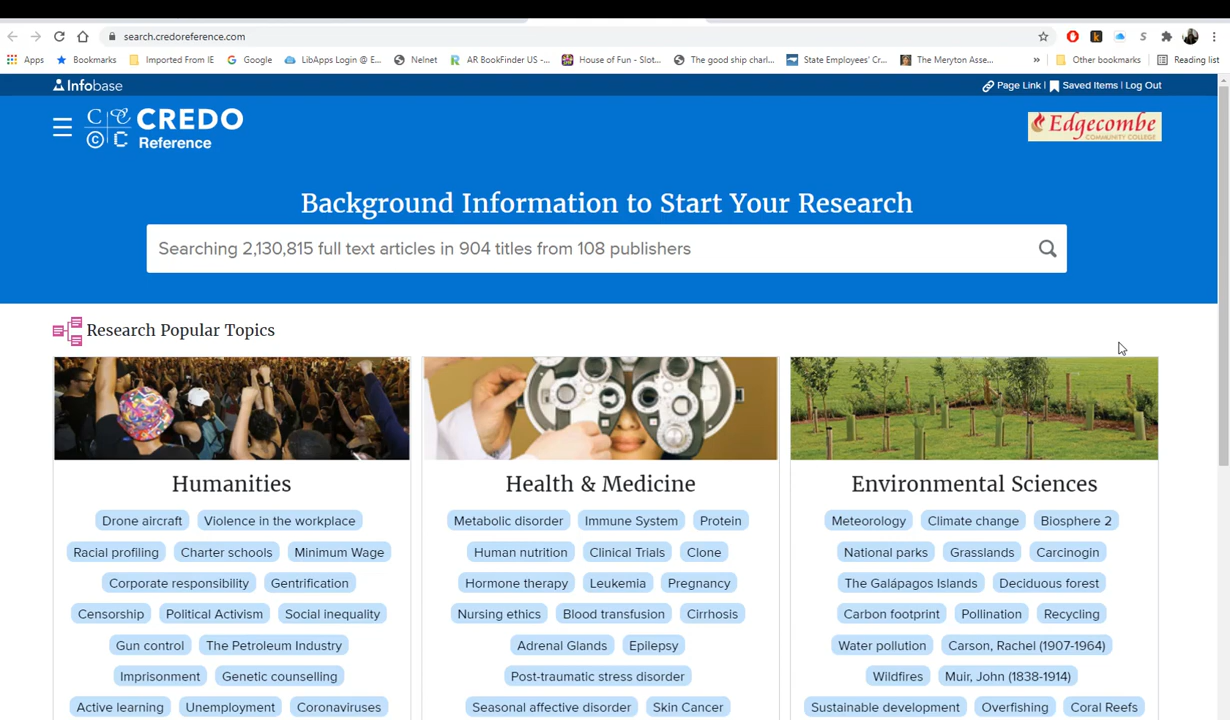 search.credoreference.com
Apps Bookmarks Imported From IE Google LibApps Login @ E... Nelnet AR BookFinder US -... House of Fun - Slot... The good ship charl... State Employees' Cr... The Meryton Asse... » Other bookmarks Reading list
Infobase Page Link | Saved Items | Log Out
CREDO
Reference
Edgecombe
COMMUNITY COLLEGE
Background Information to Start Your Research
Searching 2,130,815 full text articles in 904 titles from 108 publishers
Research Popular Topics
Humanities Health & Medicine Environmental Sciences
Drone aircraft Violence in the workplace Metabolic disorder Immune System Protein Meteorology Climate change Biosphere 2
Racial profiling Charter schools Minimum Wage Human nutrition Clinical Trials Clone National parks Grasslands Carcinogin
Corporate responsibility Gentrification Hormone therapy Leukemia Pregnancy The Galápagos Islands Deciduous forest
Censorship Political Activism Social inequality Nursing ethics Blood transfusion Cirrhosis Carbon footprint Pollination Recycling
Gun control The Petroleum Industry Adrenal Glands Epilepsy Water pollution Carson, Rachel (1907-1964)
Imprisonment Genetic counselling Post-traumatic stress disorder Wildfires Muir, John (1838-1914)
Active learning Unemployment Coronaviruses Seasonal affective disorder Skin Cancer Sustainable development Overfishing Coral Reefs